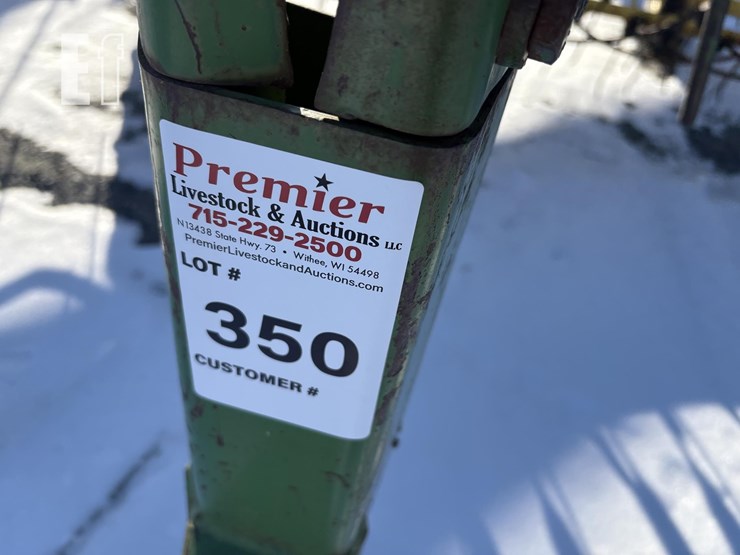 Ef
Premier
Livestock & Auctions LLC
715-229-2500
N13438 State Hwy. 73 • Withee, WI 54498
PremierLivestockandAuctions.com
LOT #
350
CUSTOMER #